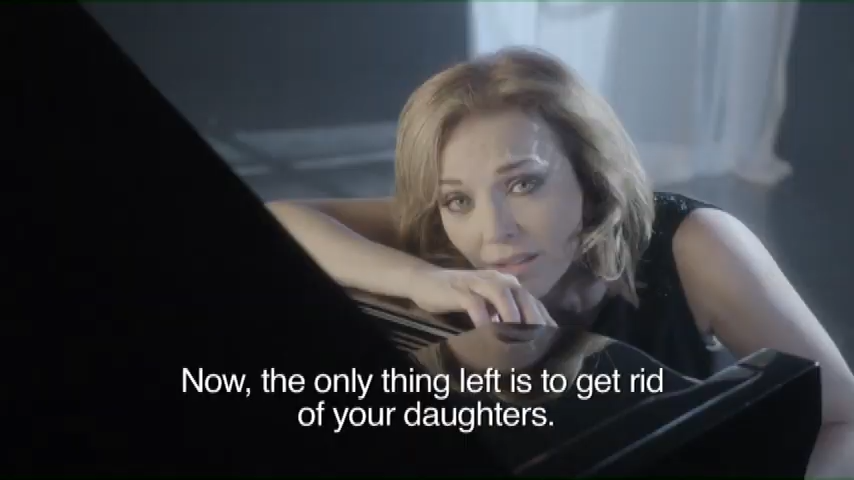 Now, the only thing left is to get rid
of your daughters.